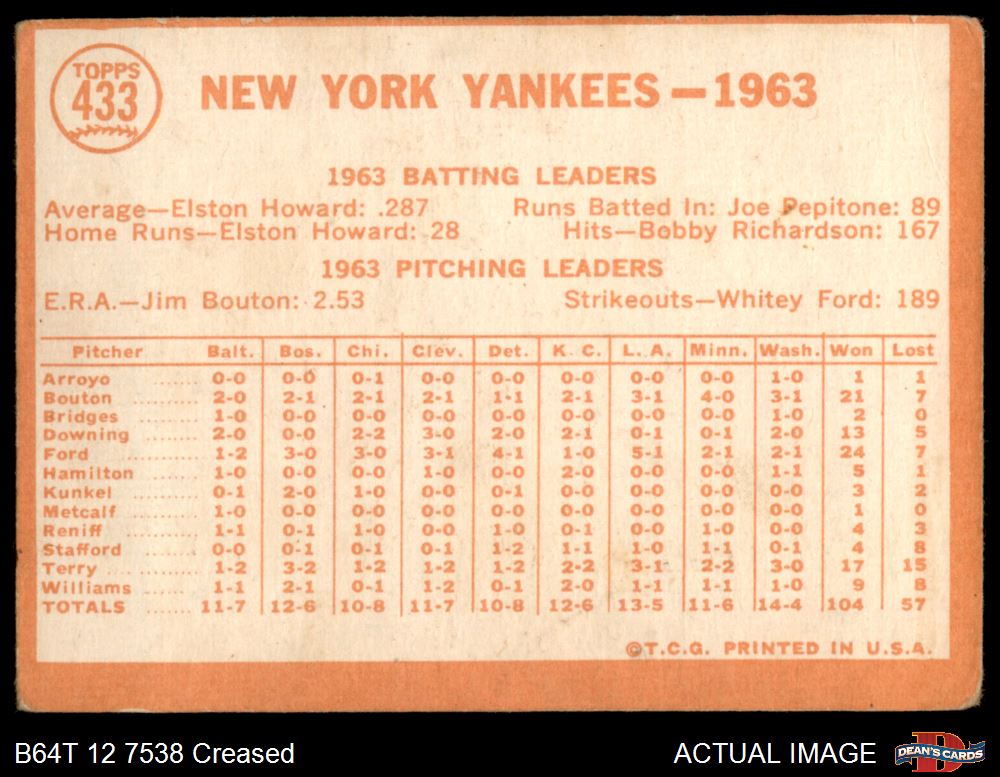 TOPPS
433
NEW YORK YANKEES—1963
1963 BATTING LEADERS
Average—Elston Howard: .287 Runs Batted In: Joe Pepitone: 89
Home Runs—Elston Howard: 28 Hits—Bobby Richardson: 167
1963 PITCHING LEADERS
E.R.A.—Jim Bouton: 2.53 Strikeouts—Whitey Ford: 189
Pitcher Balt. Bos. Chi. Clev. Det. K. C. L. A. Minn. Wash. Won Lost
Arroyo ....... 0-0 0-0 0-1 0-0 0-0 0-0 0-0 0-0 1-0 1 1
Bouton .......... 2-0 2-1 2-1 2-1 1-1 2-1 3-1 4-0 3-1 21 7
Bridges ........ 1-0 0-0 0-0 0-0 0-0 0-0 0-0 0-0 1-0 2 0
Downing ........ 2-0 0-0 2-2 3-0 2-0 2-1 0-1 0-1 2-0 13 5
Ford ........... 1-2 3-0 3-0 3-1 4-1 1-0 5-1 2-1 2-1 24 7
Hamilton ....... 1-0 0-0 0-0 1-0 0-0 2-0 0-0 0-0 1-1 5 1
Kunkel .......... 0-1 2-0 1-0 0-0 0-1 0-0 0-0 0-0 0-0 3 2
Metcalf ........ 1-0 0-0 0-0 0-0 0-0 0-0 0-0 0-0 0-0 1 0
Reniff .......... 1-1 0-1 1-0 0-0 1-0 0-1 0-0 1-0 0-0 4 3
Stafford ....... 0-0 0-1 0-1 0-1 1-2 1-1 1-0 1-1 0-1 4 8
Terry .... ........ 1-2 3-2 1-2 1-2 1-2 2-2 3-1 2-2 3-0 17 15
Williams ........ 1-1 2-1 0-1 1-2 0-1 2-0 1-1 1-1 1-0 9 8
TOTALS ....... 11-7 12-6 10-8 11-7 10-8 12-6 13-5 11-6 14-4 104 57
©T.C.G. PRINTED IN U.S.A.
B64T 12 7538 Creased ACTUAL IMAGE DEAN'S CARDS